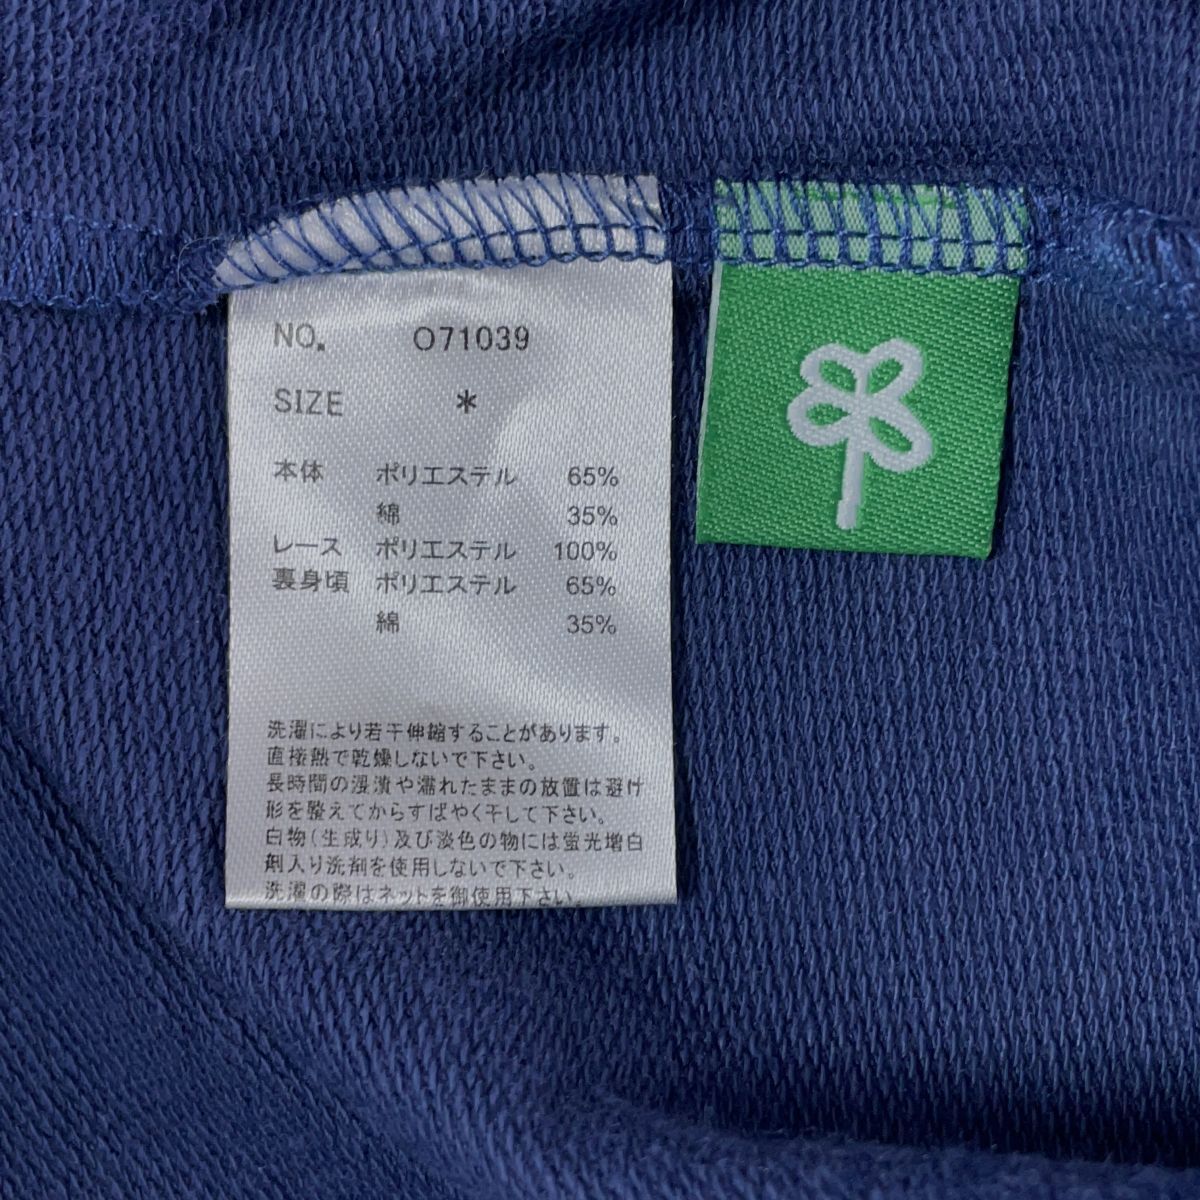 NO. O71039
SIZE *
本体 ポリエステル 65%
綿 35%
レース ポリエステル 100%
裏身頃 ポリエステル 65%
綿 35%
洗濯により若干伸縮することがあります。
直接熱で乾燥しないで下さい。
長時間の浸漬や濡れたままの放置は避け
形を整えてからすばやく干して下さい。
白物(生成り)及び淡色の物には蛍光増白
剤入り洗剤を使用しないで下さい。
洗濯の際はネットを御使用下さい。